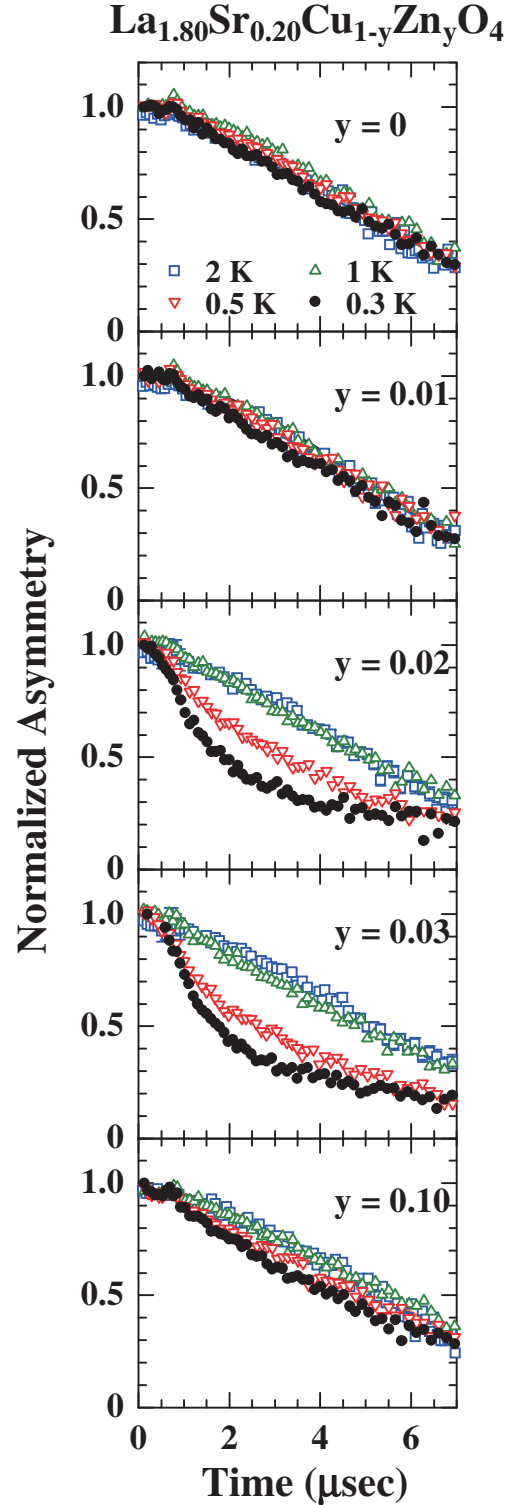 La1.80Sr0.20Cu1-yZnyO4
Normalized Asymmetry
1.0
y = 0
0.5
2 K
1 K
0.5 K
0.3 K
0
1.0
y = 0.01
0.5
0
1.0
y = 0.02
0.5
0
1.0
y = 0.03
0.5
0
1.0
y = 0.10
0.5
0
0 2 4 6
Time (μsec)